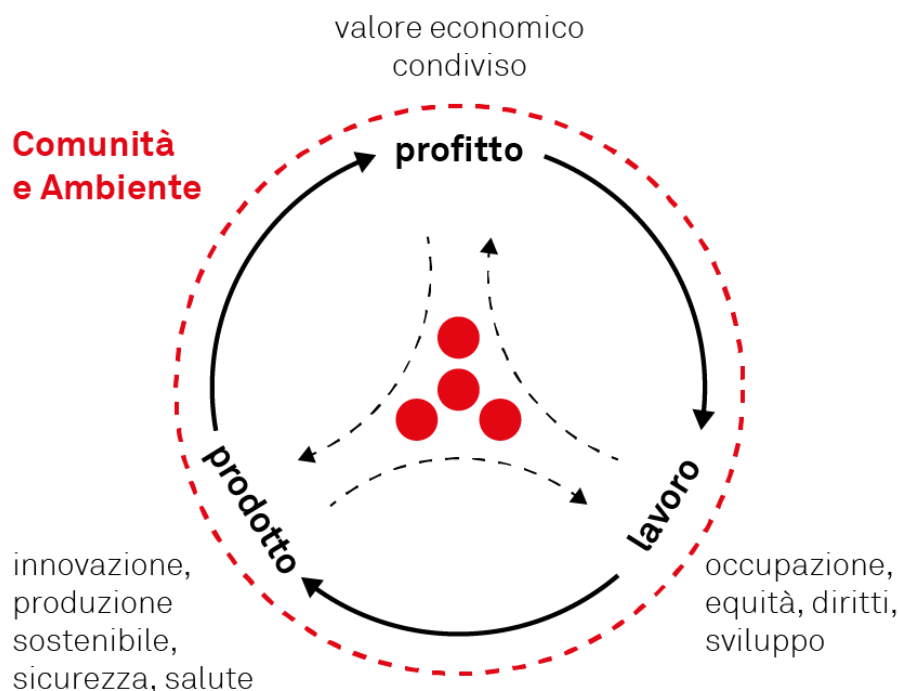 valore economico
condiviso
Comunità
e Ambiente
profitto
prodotto
lavoro
innovazione,
produzione
sostenibile,
sicurezza, salute
occupazione,
equità, diritti,
sviluppo